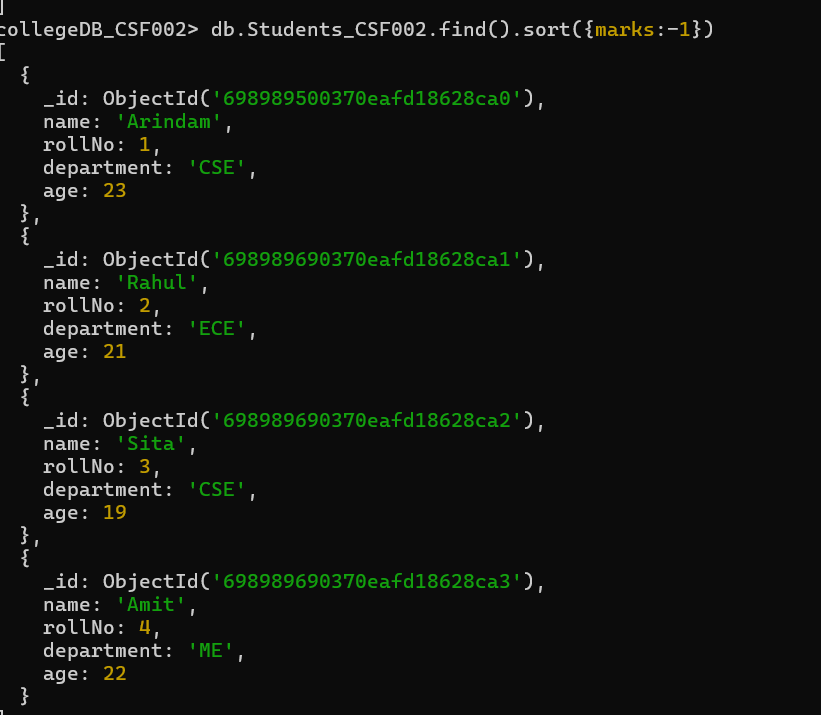 ]
collegeDB_CSF002> db.Students_CSF002.find().sort({marks:-1})
[
  {
    _id: ObjectId('698989500370eafd18628ca0'),
    name: 'Arindam',
    rollNo: 1,
    department: 'CSE',
    age: 23
  },
  {
    _id: ObjectId('698989690370eafd18628ca1'),
    name: 'Rahul',
    rollNo: 2,
    department: 'ECE',
    age: 21
  },
  {
    _id: ObjectId('698989690370eafd18628ca2'),
    name: 'Sita',
    rollNo: 3,
    department: 'CSE',
    age: 19
  },
  {
    _id: ObjectId('698989690370eafd18628ca3'),
    name: 'Amit',
    rollNo: 4,
    department: 'ME',
    age: 22
  }
]